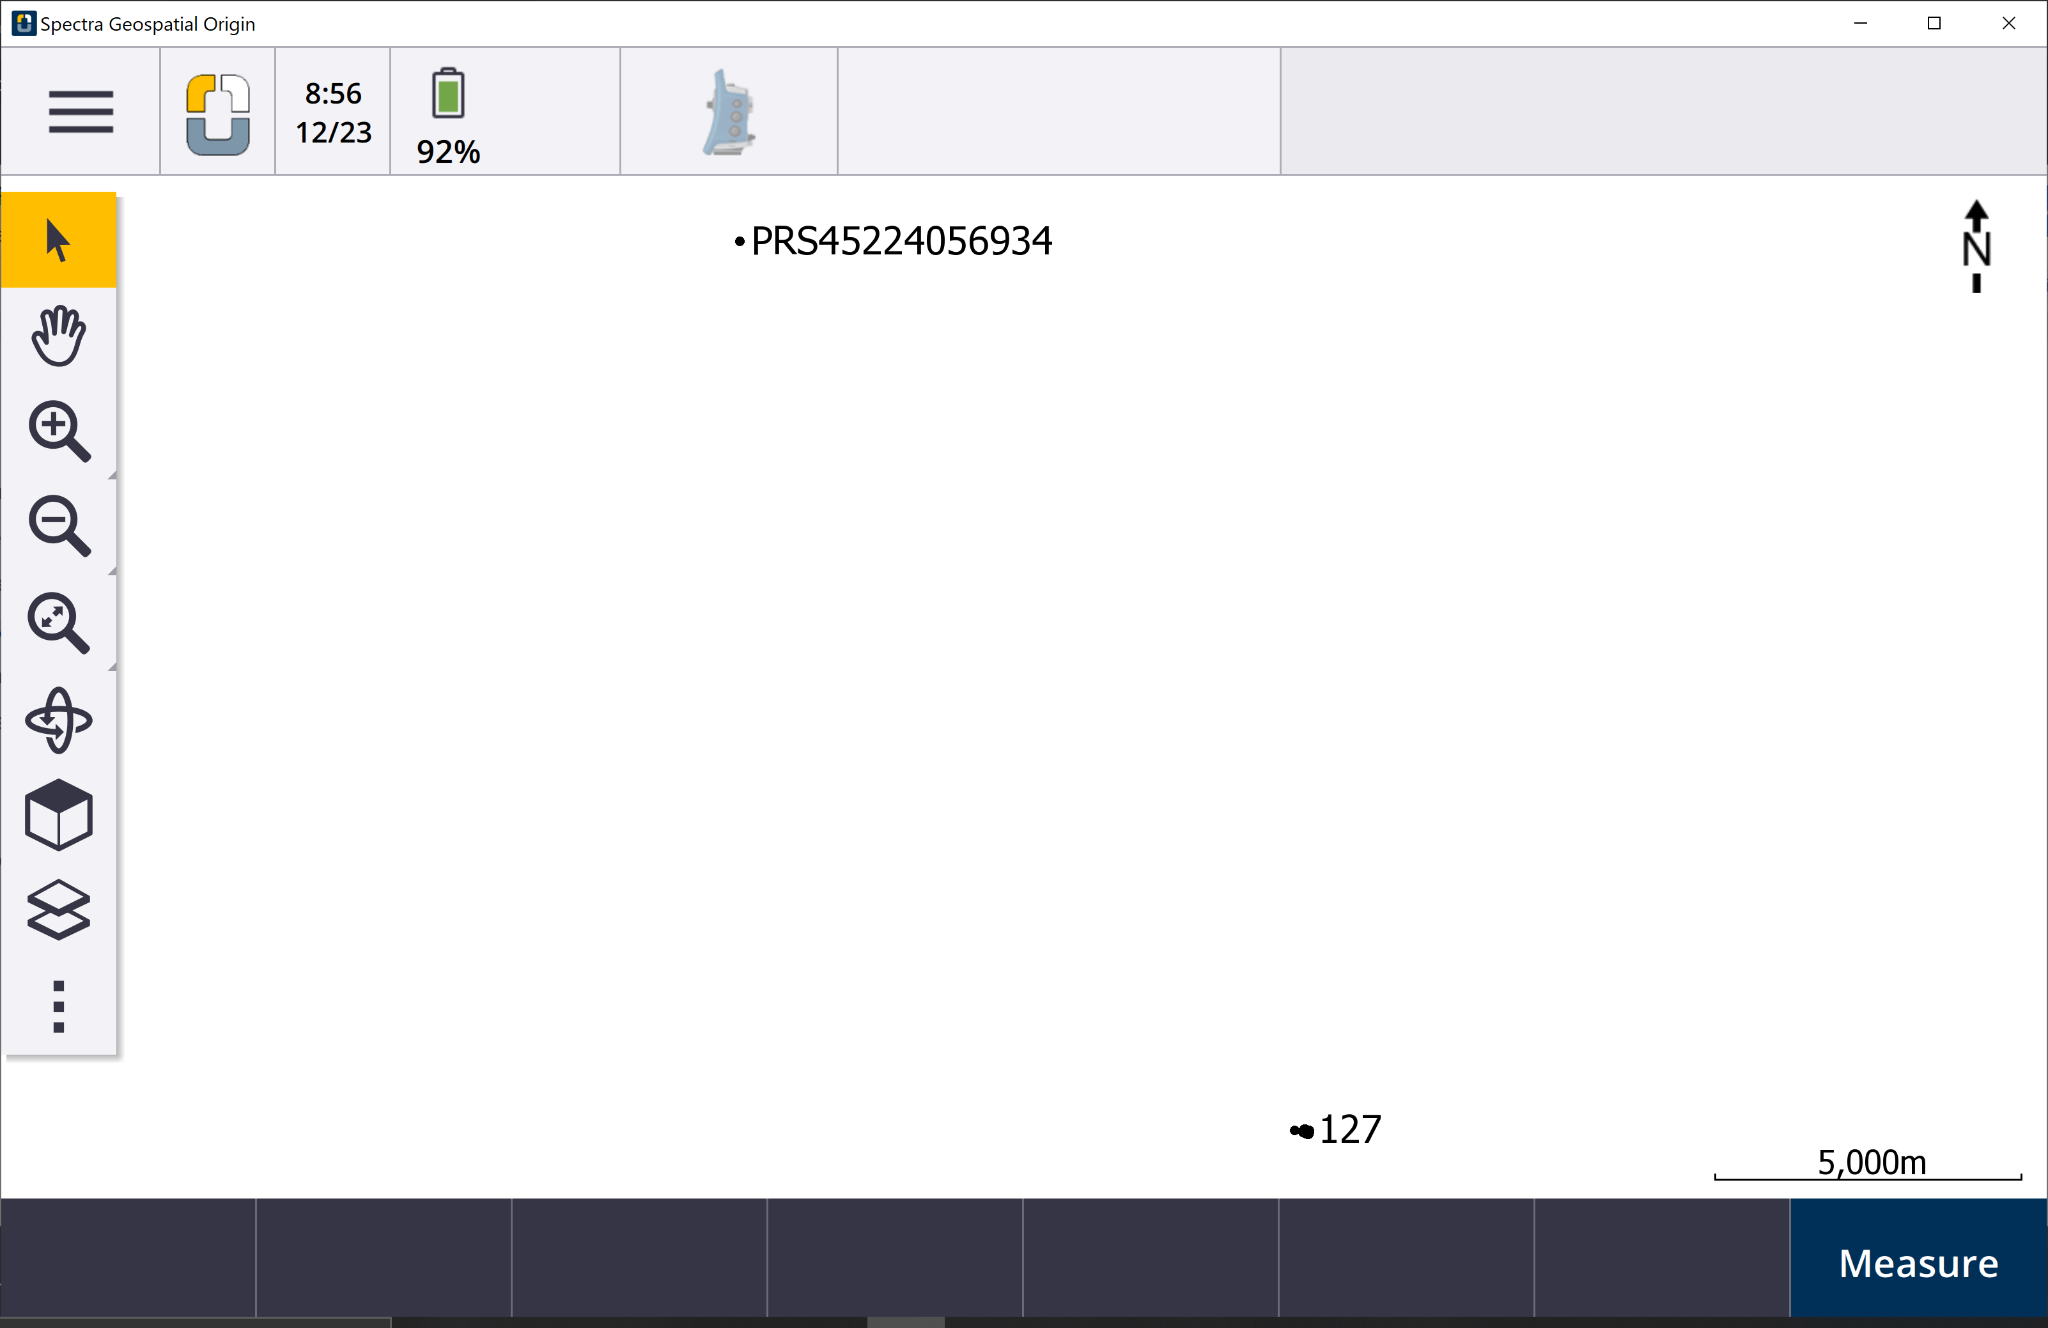 Spectra Geospatial Origin
8:56
12/23
92%
PRS45224056934
N
127
5,000m
Measure